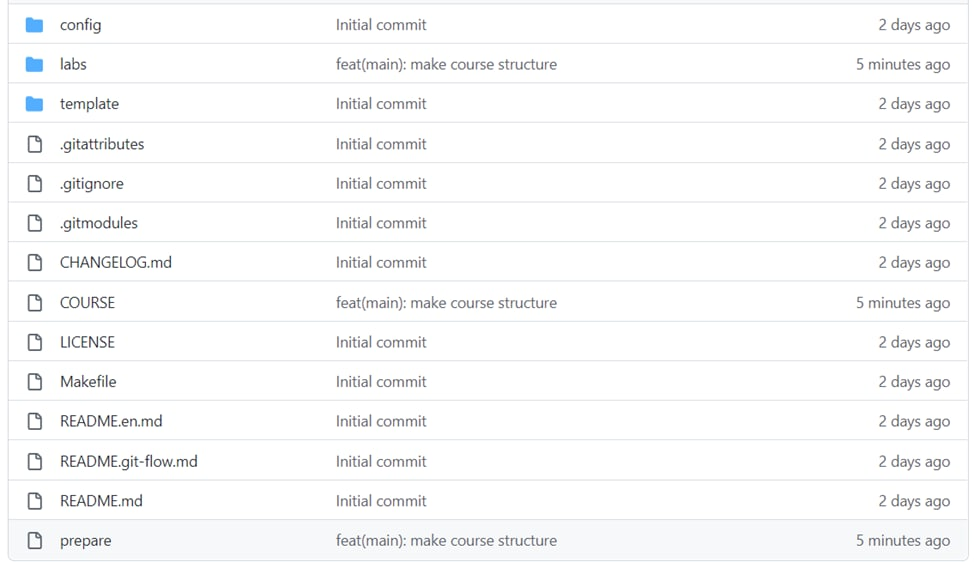 config Initial commit 2 days ago
labs feat(main): make course structure 5 minutes ago
template Initial commit 2 days ago
.gitattributes Initial commit 2 days ago
.gitignore Initial commit 2 days ago
.gitmodules Initial commit 2 days ago
CHANGELOG.md Initial commit 2 days ago
COURSE feat(main): make course structure 5 minutes ago
LICENSE Initial commit 2 days ago
Makefile Initial commit 2 days ago
README.en.md Initial commit 2 days ago
README.git-flow.md Initial commit 2 days ago
README.md Initial commit 2 days ago
prepare feat(main): make course structure 5 minutes ago